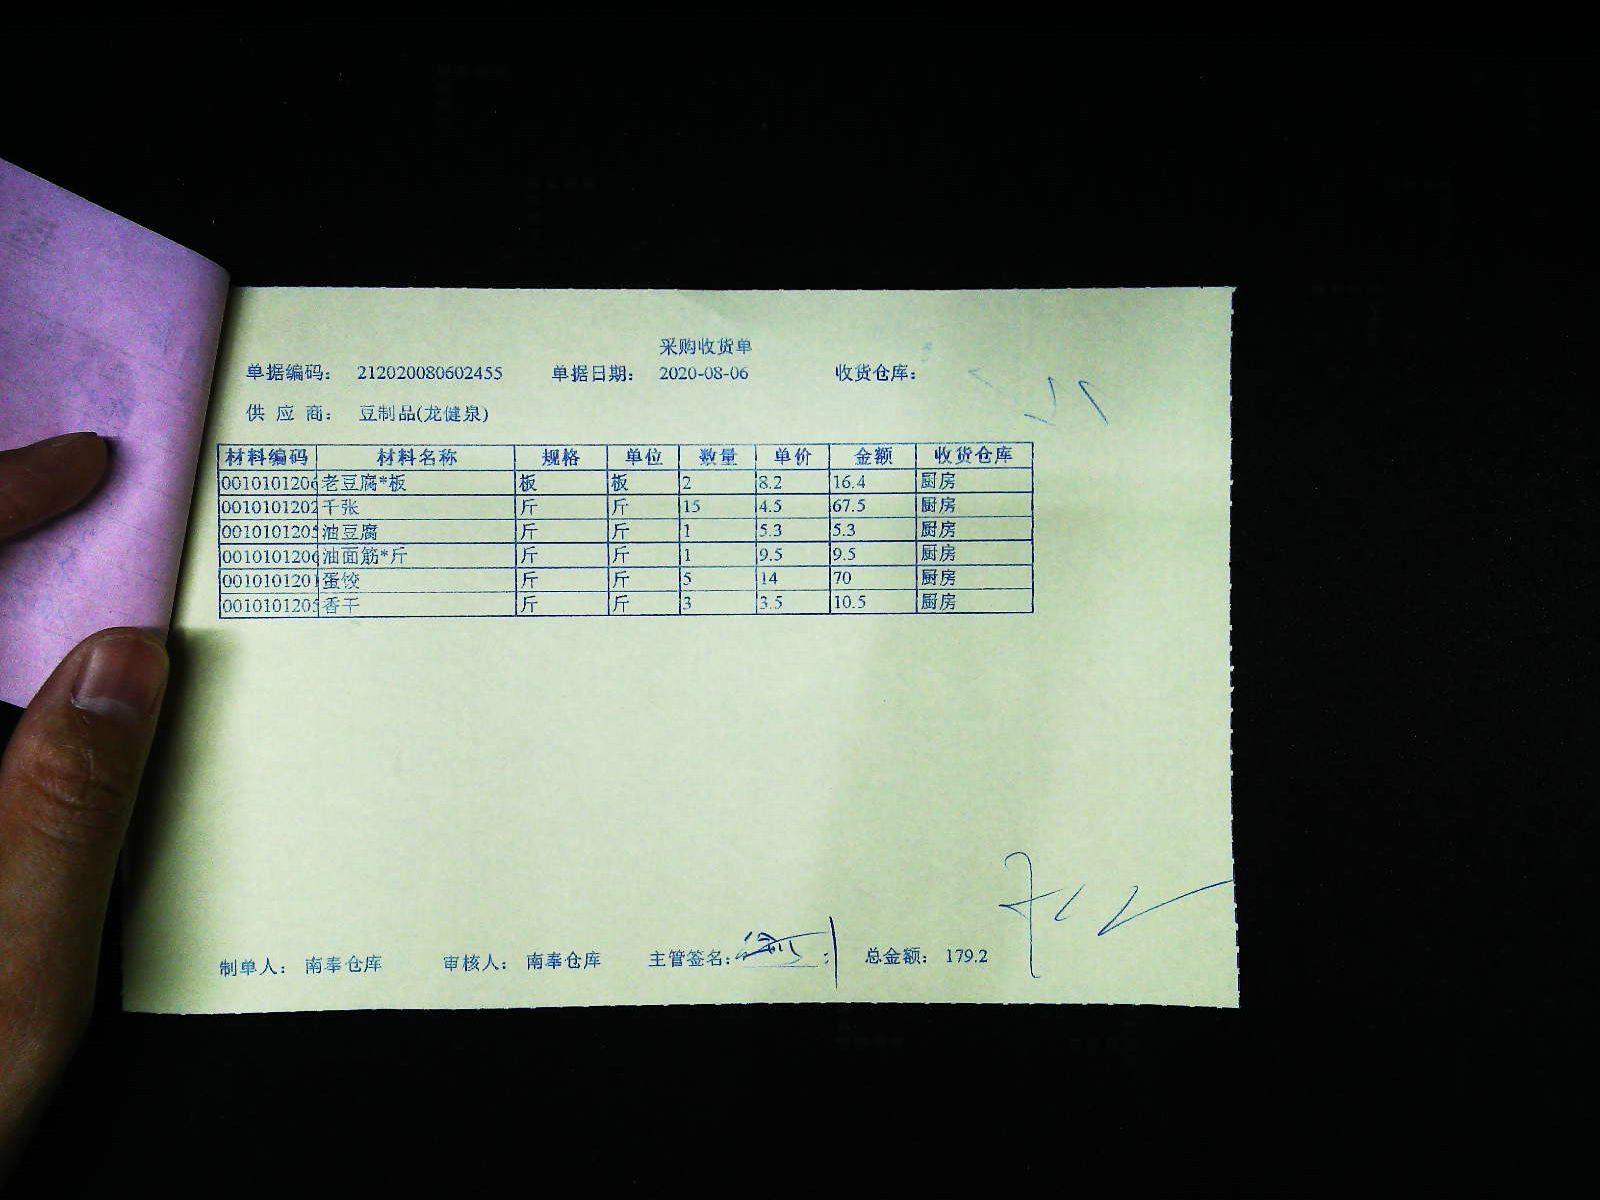 采购收货单
单据编码： 212020080602455 单据日期： 2020-08-06 收货仓库：
供 应 商： 豆制品(龙健泉)
材料编码 材料名称 规格 单位 数量 单价 金额 收货仓库
0010101206 老豆腐*板 板 板 2 8.2 16.4 厨房
0010101202 千张 斤 斤 15 4.5 67.5 厨房
0010101205 油豆腐 斤 斤 1 5.3 5.3 厨房
0010101206 油面筋*斤 斤 斤 1 9.5 9.5 厨房
0010101201 蛋饺 斤 斤 5 14 70 厨房
0010101205 香干 斤 斤 3 3.5 10.5 厨房
制单人： 南奉仓库 审核人： 南奉仓库 主管签名： 总金额： 179.2